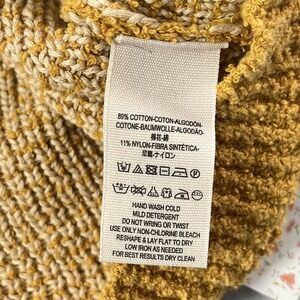 89% COTTON-COTON-ALGODÓN-
COTONE-BAUMWOLLE-ALGODÃO-
棉花-綿
11% NYLON-FIBRA SINTÉTICA-
尼龍-ナイロン
HAND WASH COLD
MILD DETERGENT
DO NOT WRING OR TWIST
USE ONLY NON-CHLORINE BLEACH
RESHAPE & LAY FLAT TO DRY
LOW IRON AS NEEDED
FOR BEST RESULTS DRY CLEAN